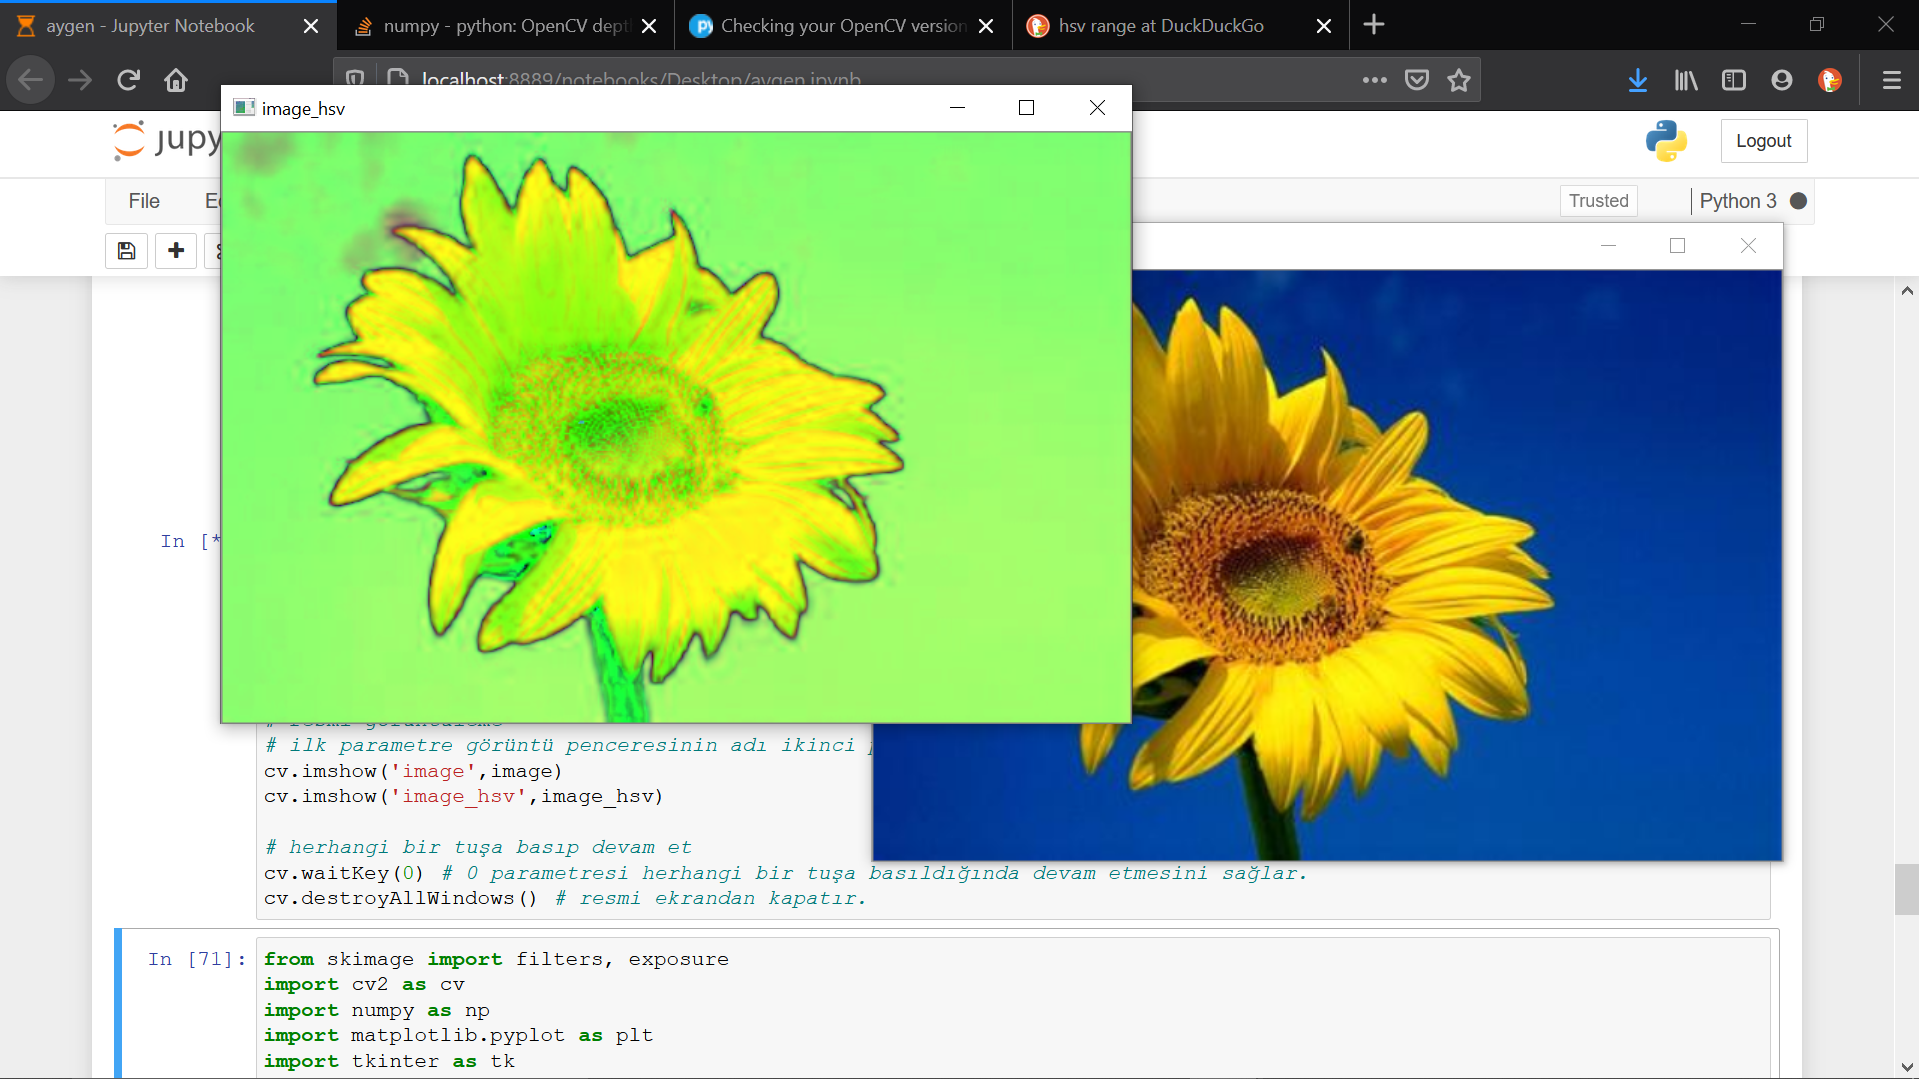 aygen - Jupyter Notebook
numpy - python: OpenCV dept
Checking your OpenCV version
hsv range at DuckDuckGo
localhost:8889/notebooks/Desktop/aygen.ipynb
image_hsv
jupy
Logout
File
Trusted
Python 3
In [*
# resmi görüntüleme
# ilk parametre görüntü penceresinin adı ikinci
cv.imshow('image',image)
cv.imshow('image_hsv',image_hsv)
# herhangi bir tuşa basıp devam et
cv.waitKey(0) # 0 parametresi herhangi bir tuşa basıldığında devam etmesini sağlar.
cv.destroyAllWindows() # resmi ekrandan kapatır.
In [71]:
from skimage import filters, exposure
import cv2 as cv
import numpy as np
import matplotlib.pyplot as plt
import tkinter as tk